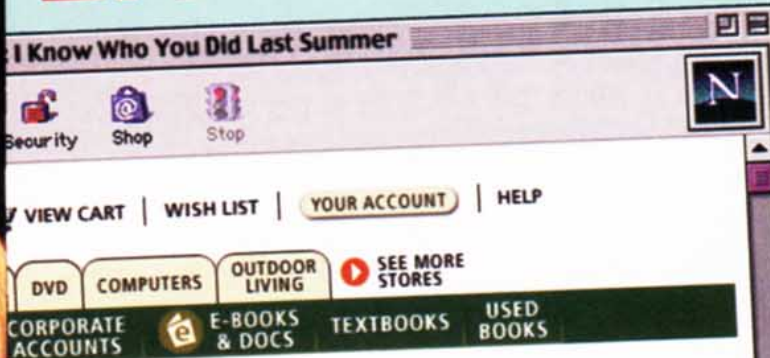 : I Know Who You Did Last Summer
N
Security Shop Stop
VIEW CART | WISH LIST | YOUR ACCOUNT | HELP
DVD COMPUTERS OUTDOOR LIVING SEE MORE STORES
CORPORATE ACCOUNTS e E-BOOKS & DOCS TEXTBOOKS USED BOOKS